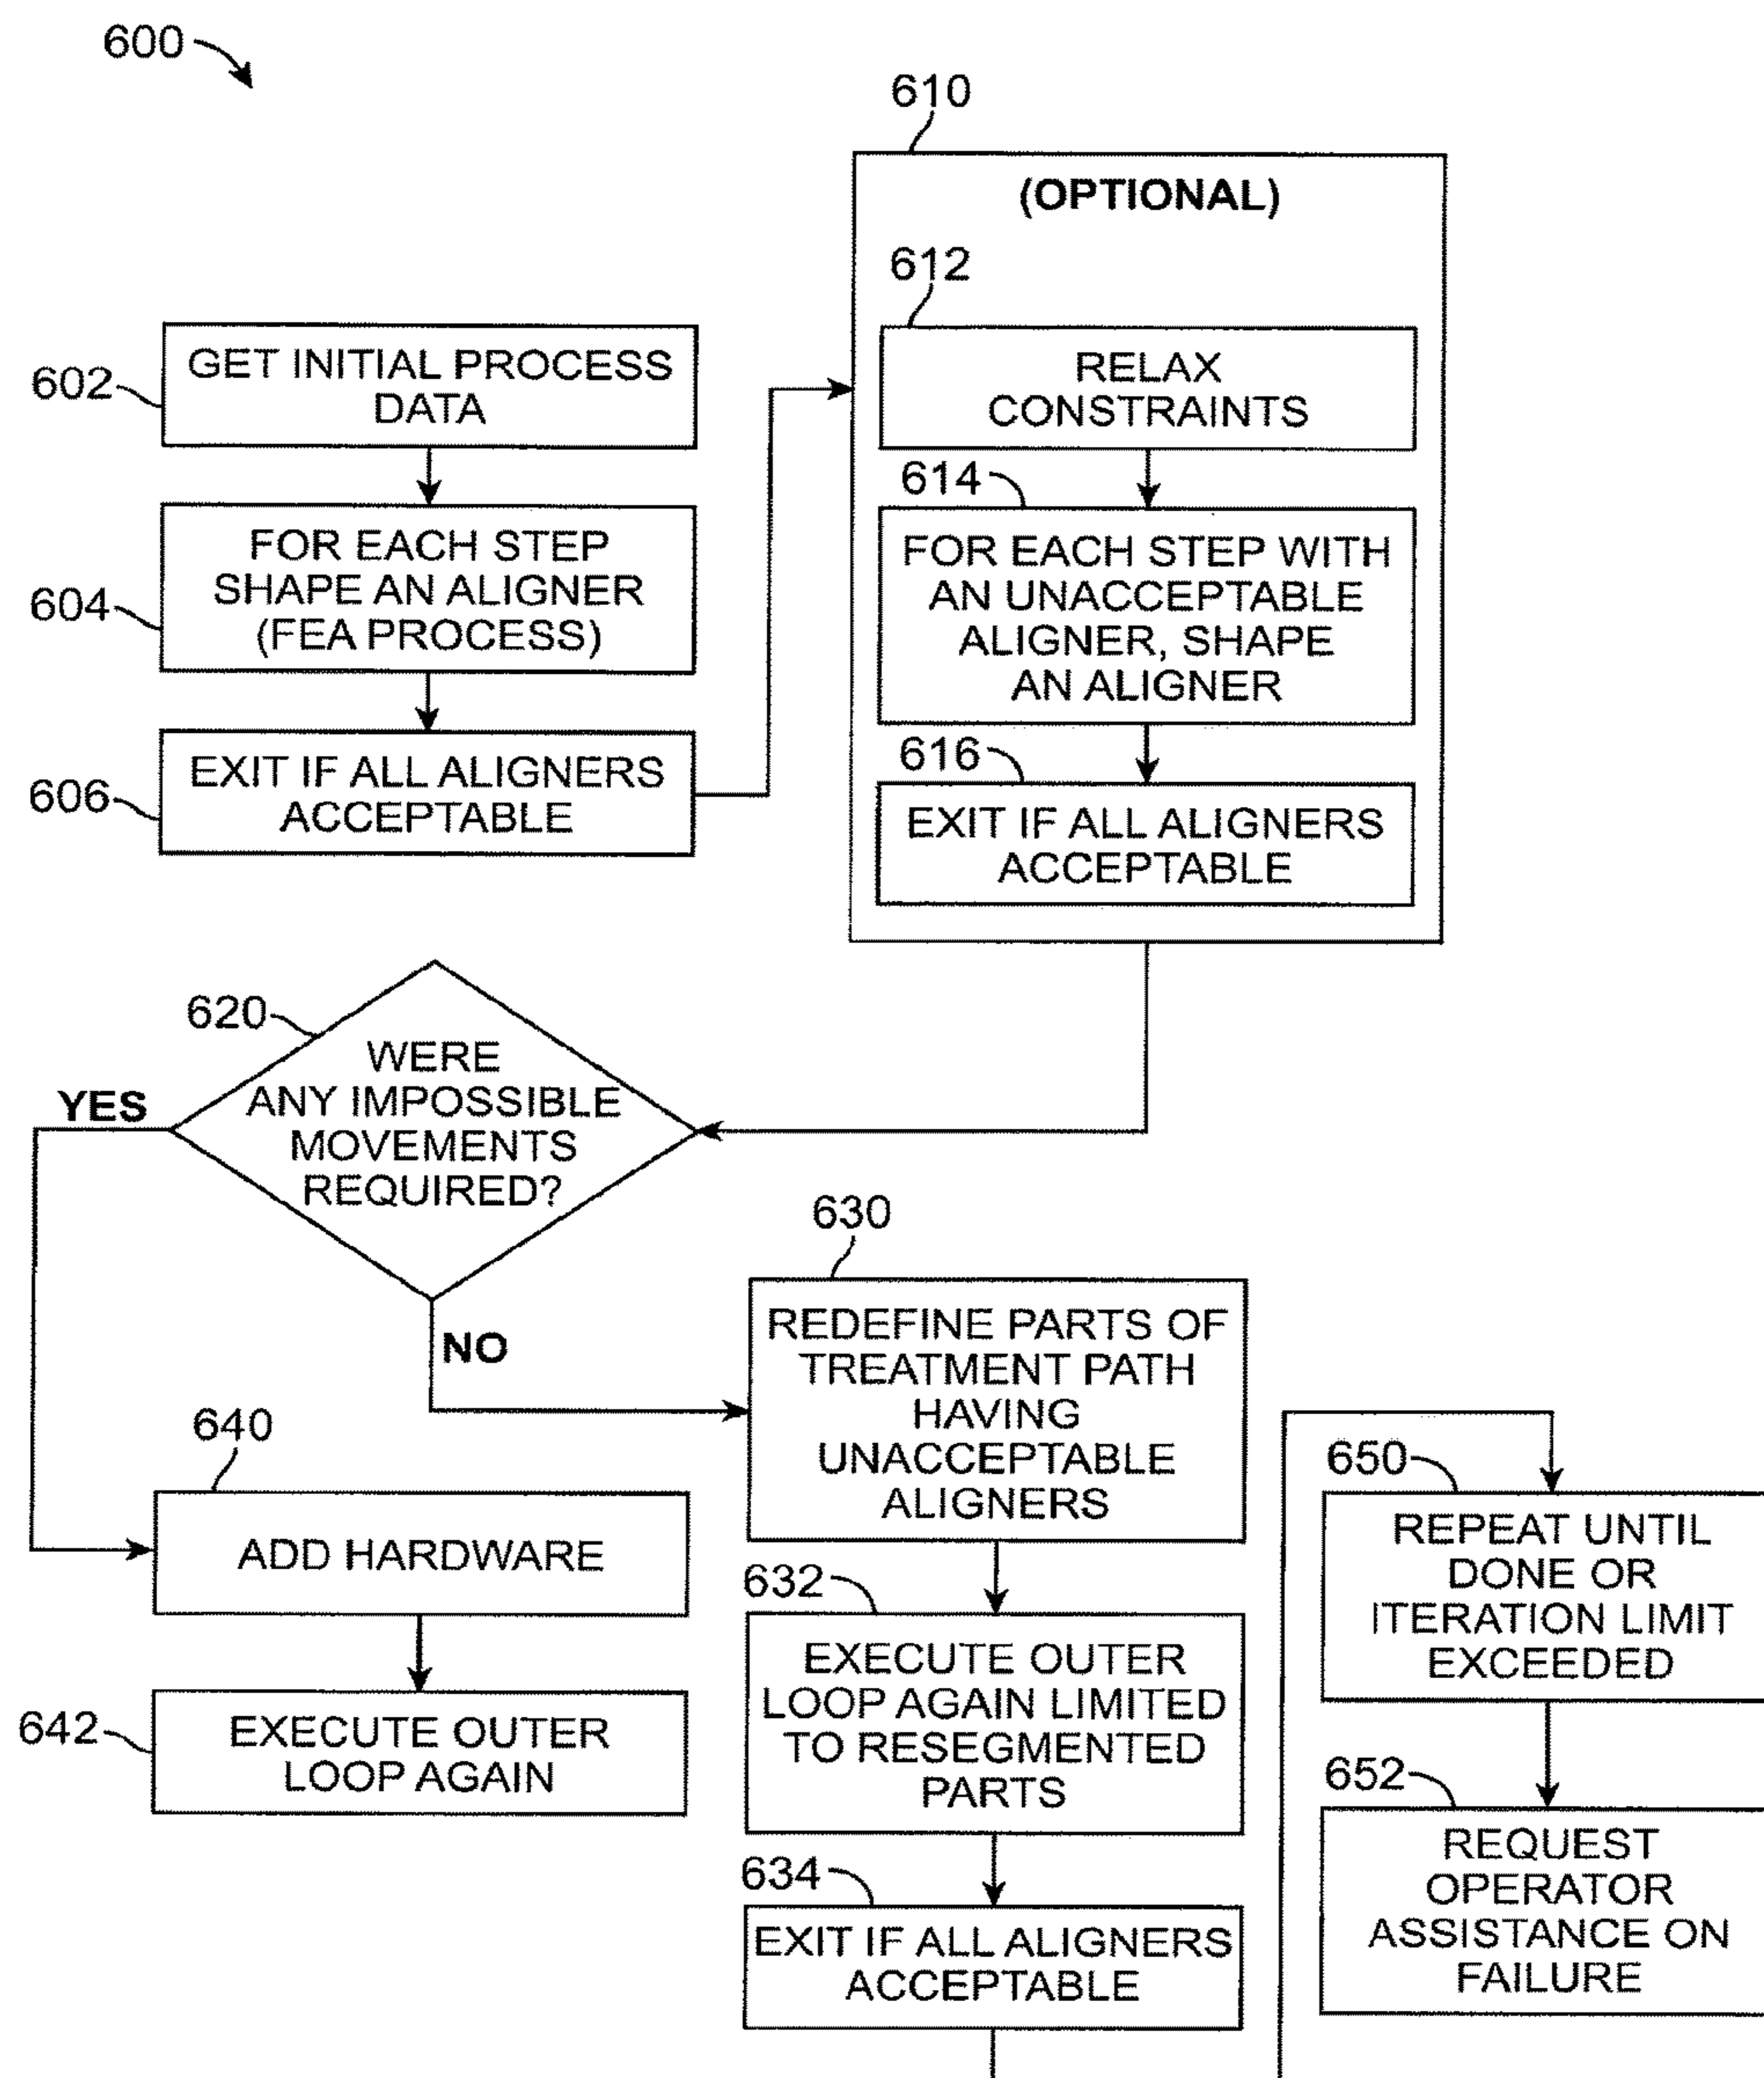 600
602
GET INITIAL PROCESS
DATA
604
FOR EACH STEP
SHAPE AN ALIGNER
(FEA PROCESS)
606
EXIT IF ALL ALIGNERS
ACCEPTABLE
610
(OPTIONAL)
612
RELAX
CONSTRAINTS
614
FOR EACH STEP WITH
AN UNACCEPTABLE
ALIGNER, SHAPE
AN ALIGNER
616
EXIT IF ALL ALIGNERS
ACCEPTABLE
620
WERE
ANY IMPOSSIBLE
MOVEMENTS
REQUIRED?
YES
NO
640
ADD HARDWARE
642
EXECUTE OUTER
LOOP AGAIN
630
REDEFINE PARTS OF
TREATMENT PATH
HAVING
UNACCEPTABLE
ALIGNERS
632
EXECUTE OUTER
LOOP AGAIN LIMITED
TO RESEGMENTED
PARTS
634
EXIT IF ALL ALIGNERS
ACCEPTABLE
650
REPEAT UNTIL
DONE OR
ITERATION LIMIT
EXCEEDED
652
REQUEST
OPERATOR
ASSISTANCE ON
FAILURE